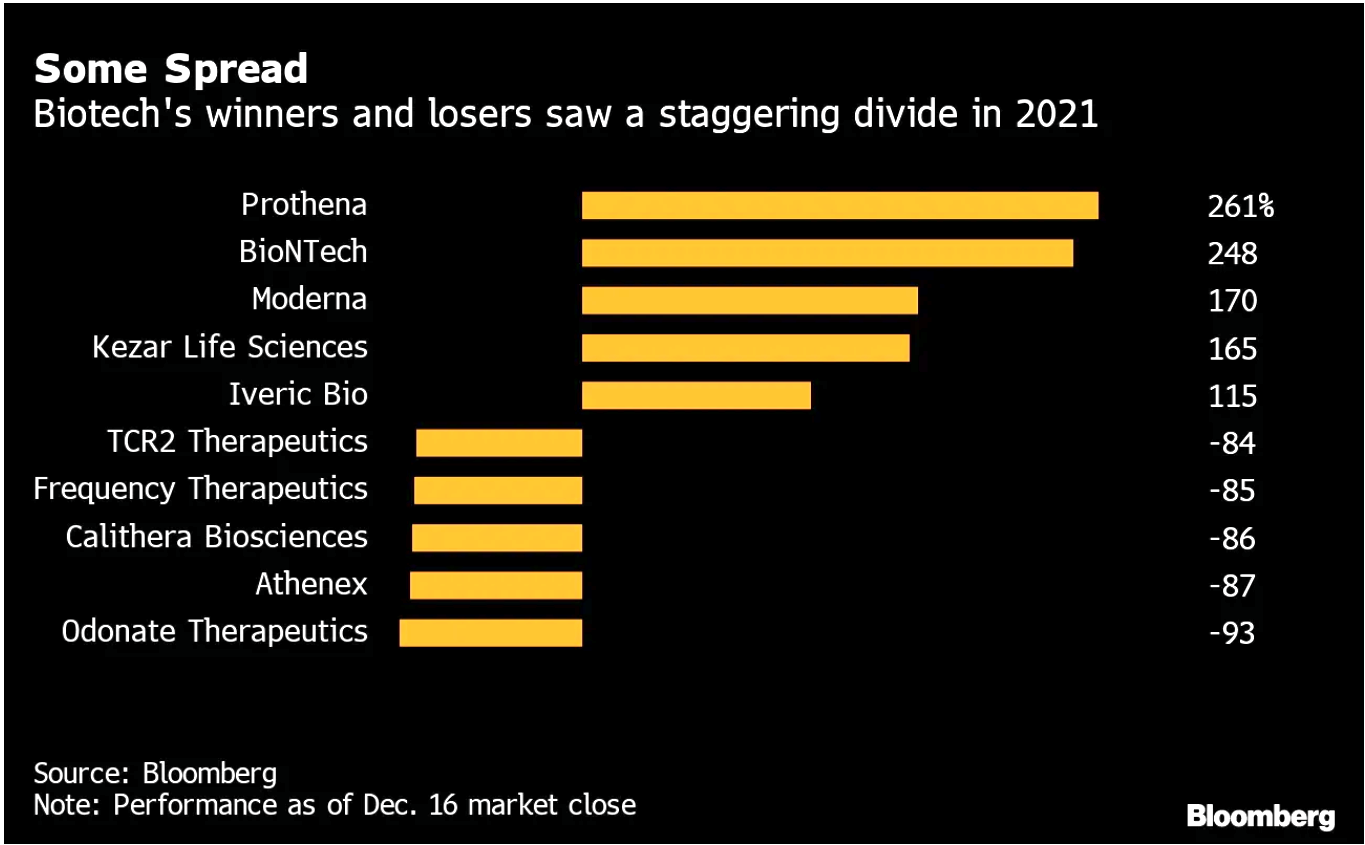 Some Spread
Biotech's winners and losers saw a staggering divide in 2021
Prothena 261%
BioNTech 248
Moderna 170
Kezar Life Sciences 165
Iveric Bio 115
TCR2 Therapeutics -84
Frequency Therapeutics -85
Calithera Biosciences -86
Athenex -87
Odonate Therapeutics -93
Source: Bloomberg
Note: Performance as of Dec. 16 market close
Bloomberg